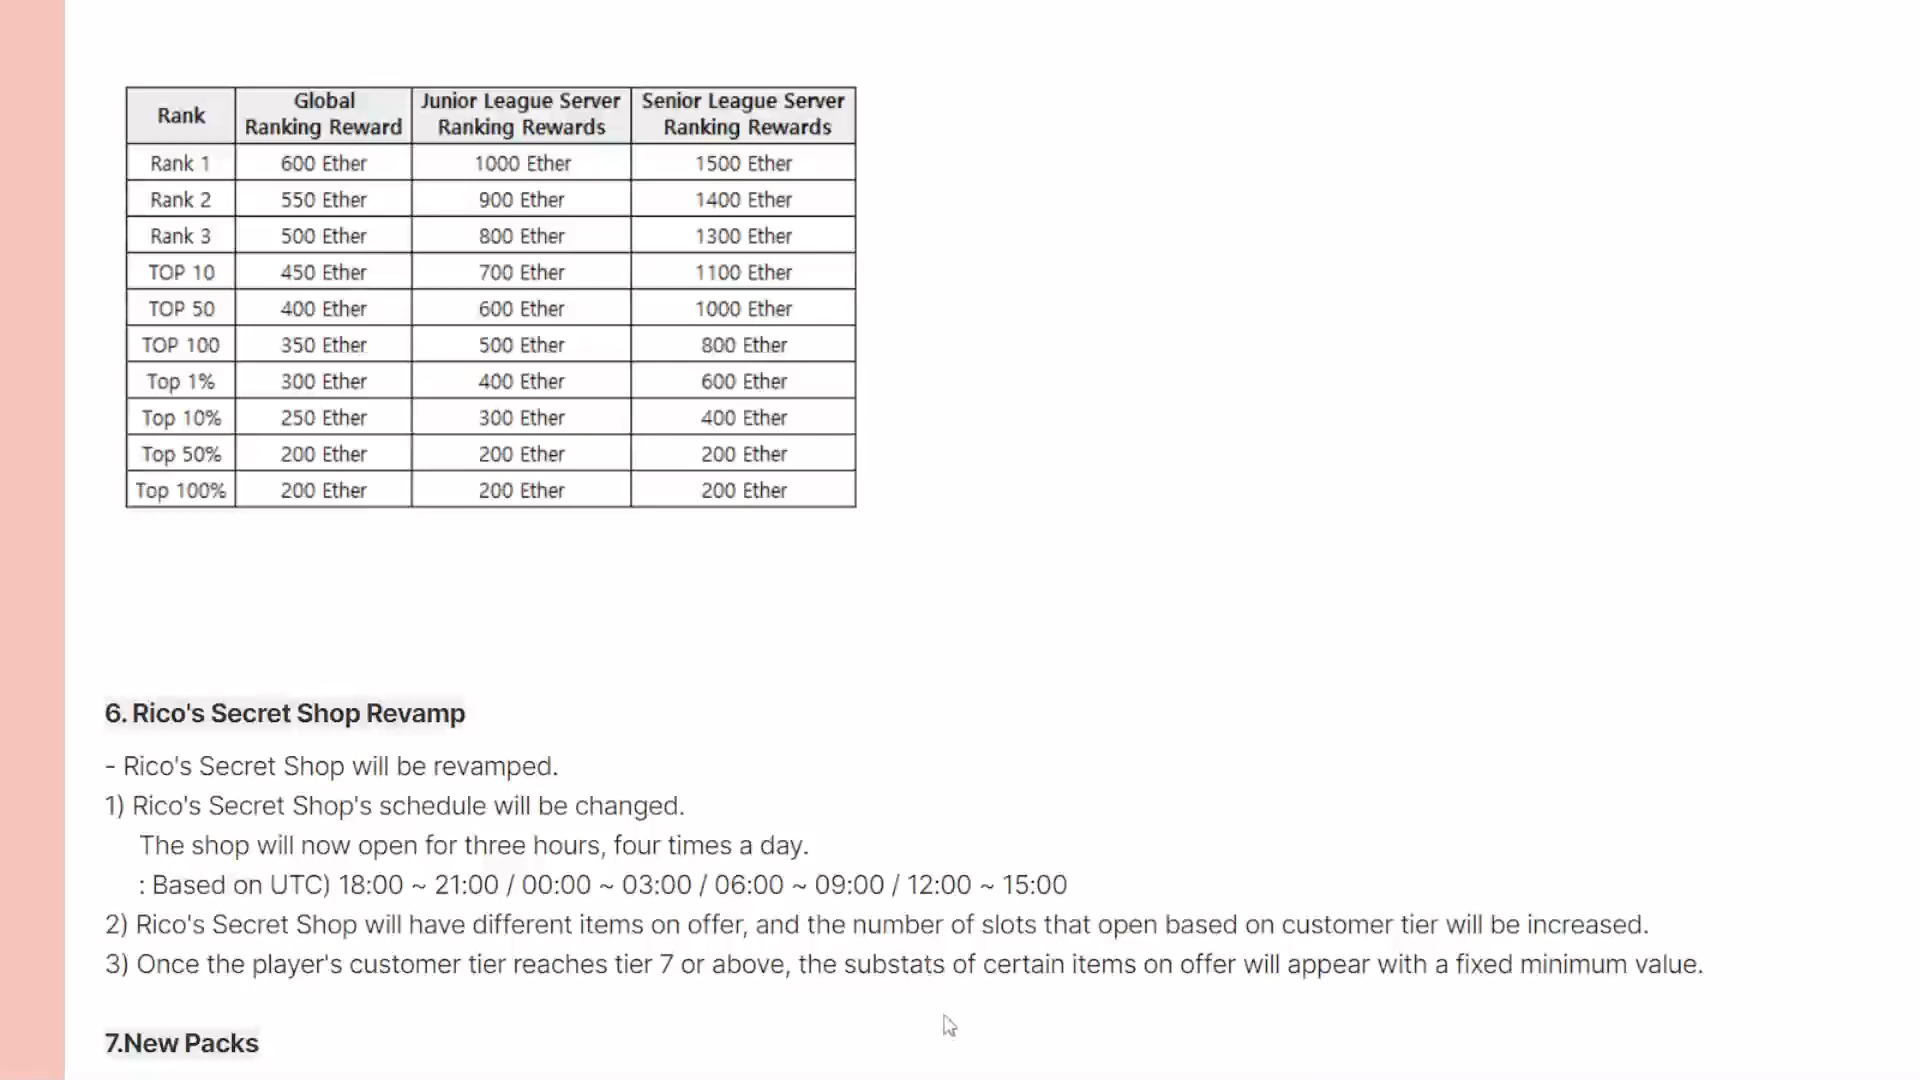 Rank | Global Ranking Reward | Junior League Server Ranking Rewards | Senior League Server Ranking Rewards
Rank 1 | 600 Ether | 1000 Ether | 1500 Ether
Rank 2 | 550 Ether | 900 Ether | 1400 Ether
Rank 3 | 500 Ether | 800 Ether | 1300 Ether
TOP 10 | 450 Ether | 700 Ether | 1100 Ether
TOP 50 | 400 Ether | 600 Ether | 1000 Ether
TOP 100 | 350 Ether | 500 Ether | 800 Ether
Top 1% | 300 Ether | 400 Ether | 600 Ether
Top 10% | 250 Ether | 300 Ether | 400 Ether
Top 50% | 200 Ether | 200 Ether | 200 Ether
Top 100% | 200 Ether | 200 Ether | 200 Ether
6. Rico's Secret Shop Revamp
- Rico's Secret Shop will be revamped.
1) Rico's Secret Shop's schedule will be changed.
The shop will now open for three hours, four times a day.
: Based on UTC) 18:00 ~ 21:00 / 00:00 ~ 03:00 / 06:00 ~ 09:00 / 12:00 ~ 15:00
2) Rico's Secret Shop will have different items on offer, and the number of slots that open based on customer tier will be increased.
3) Once the player's customer tier reaches tier 7 or above, the substats of certain items on offer will appear with a fixed minimum value.
7.New Packs